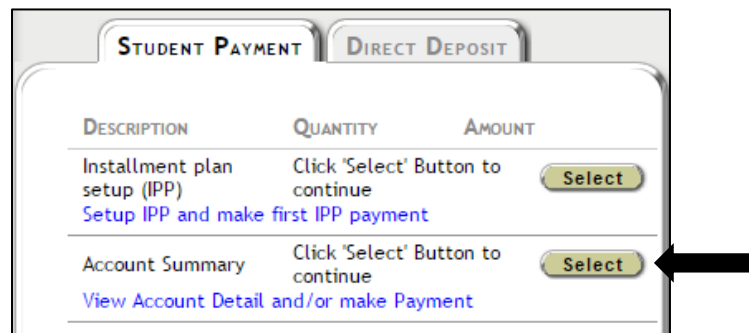 STUDENT PAYMENT DIRECT DEPOSIT
DESCRIPTION QUANTITY AMOUNT
Installment plan Click 'Select' Button to
setup (IPP) continue Select
Setup IPP and make first IPP payment
Account Summary Click 'Select' Button to
continue Select
View Account Detail and/or make Payment